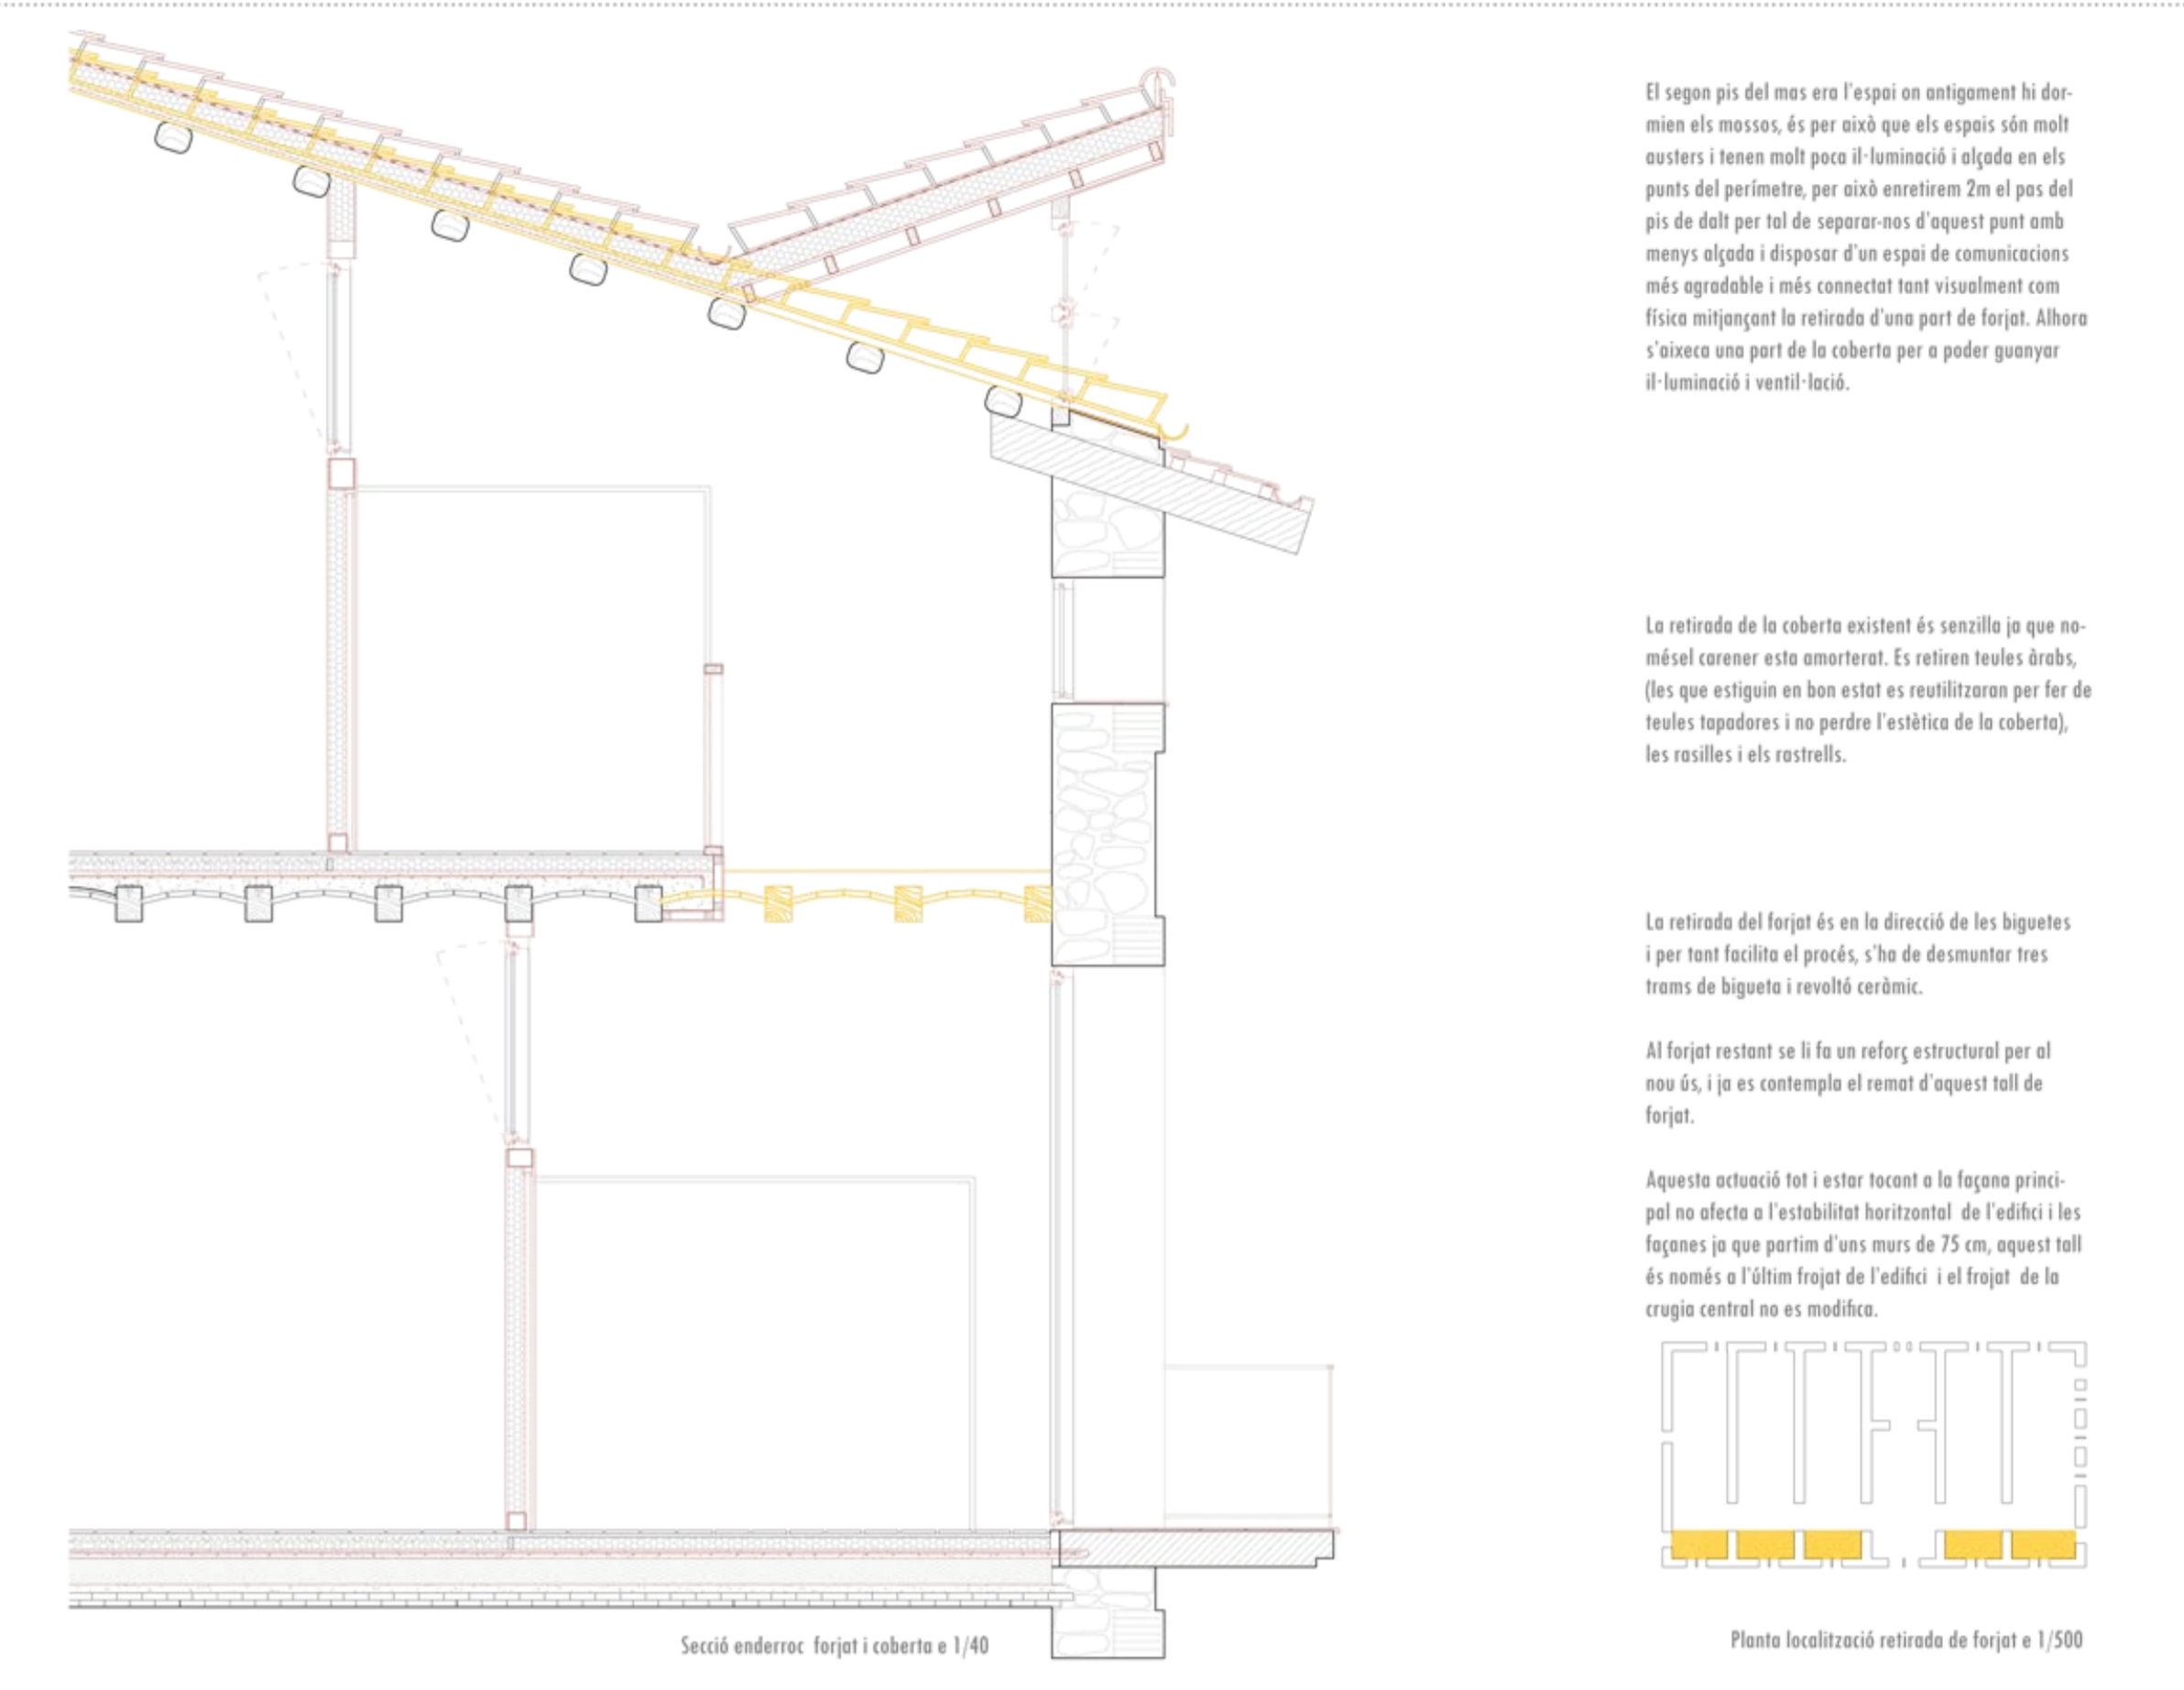 El segon pis del mas era l'espai on antigament hi dor-
mien els mossos, és per això que els espais són molt
austers i tenen molt poca il·luminació i alçada en els
punts del perímetre, per això enretirem 2m el pas del
pis de dalt per tal de separar-nos d'aquest punt amb
menys alçada i disposar d'un espai de comunicacions
més agradable i més connectat tant visualment com
física mitjançant la retirada d'una part de forjat. Alhora
s'aixeca una part de la coberta per a poder guanyar
il·luminació i ventil·lació.
La retirada de la coberta existent és senzilla ja que no-
mésel carener esta amorterat. Es retiren teules àrabs,
(les que estiguin en bon estat es reutilitzaran per fer de
teules tapadores i no perdre l'estètica de la coberta),
les rasilles i els rastrells.
La retirada del forjat és en la direcció de les biguetes
i per tant facilita el procés, s'ha de desmuntar tres
trams de bigueta i revoltó ceràmic.
Al forjat restant se li fa un reforç estructural per al
nou ús, i ja es contempla el remat d'aquest tall de
forjat.
Aquesta actuació tot i estar tocant a la façana princi-
pal no afecta a l'estabilitat horitzontal de l'edifici i les
façanes ja que partim d'uns murs de 75 cm, aquest tall
és només a l'últim frojat de l'edifici i el frojat de la
crugia central no es modifica.
Secció enderroc forjat i coberta e 1/40
Planta localització retirada de forjat e 1/500